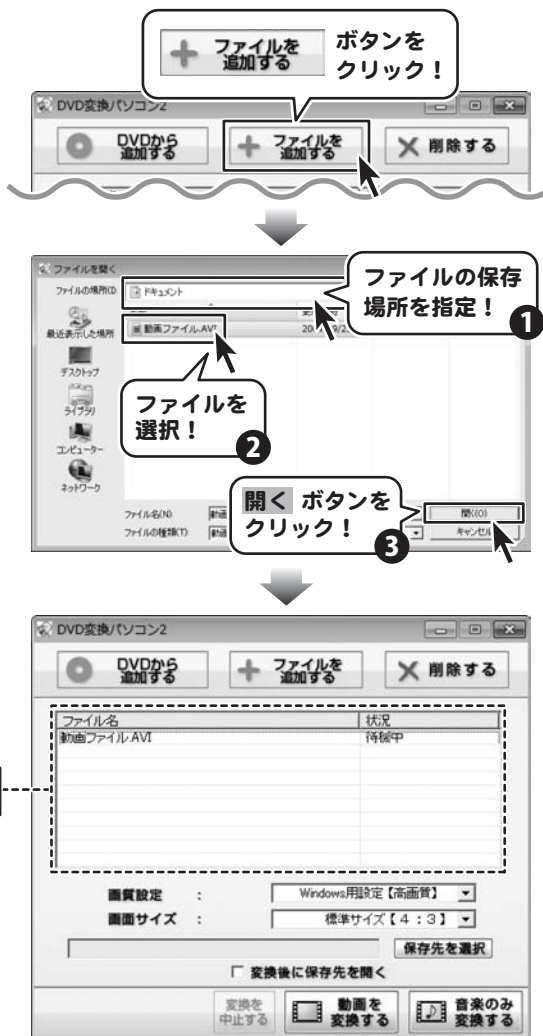 ファイルを
追加する
ボタンを
クリック！
DVD変換パソコン2
DVDから
追加する
ファイルを
追加する
削除する
ファイルを開く
ファイルの場所(I)
ドキュメント
ファイルの保存
場所を指定！
❶
最近表示した場所
動画ファイル.AVI
デスクトップ
ファイルを
選択！
❷
ライブラリ
コンピューター
ネットワーク
開く ボタンを
クリック！
❸
ファイル名(N):
開く(O)
ファイルの種類(T):
キャンセル
DVD変換パソコン2
DVDから
追加する
ファイルを
追加する
削除する
ファイル名 状況
動画ファイル.AVI 待機中
画質設定 : Windows用設定【高画質】
画面サイズ : 標準サイズ【4：3】
保存先を選択
変換後に保存先を開く
変換を
中止する
動画を
変換する
音楽のみ
変換する